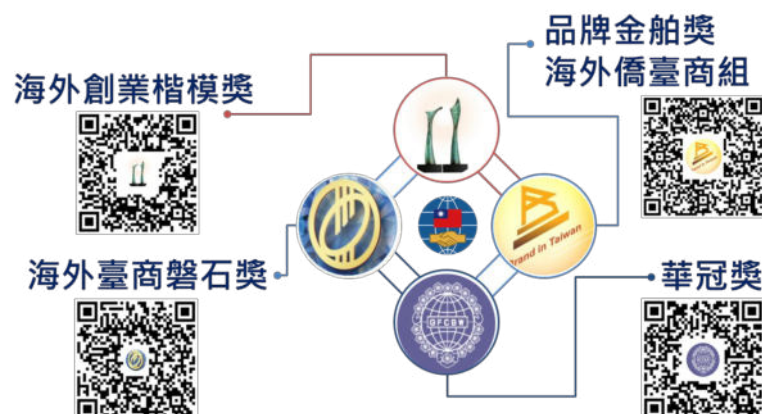 海外創業楷模獎
品牌金舶獎
海外僑臺商組
Brand in Taiwan
海外臺商磐石獎
GFCBW
華冠獎